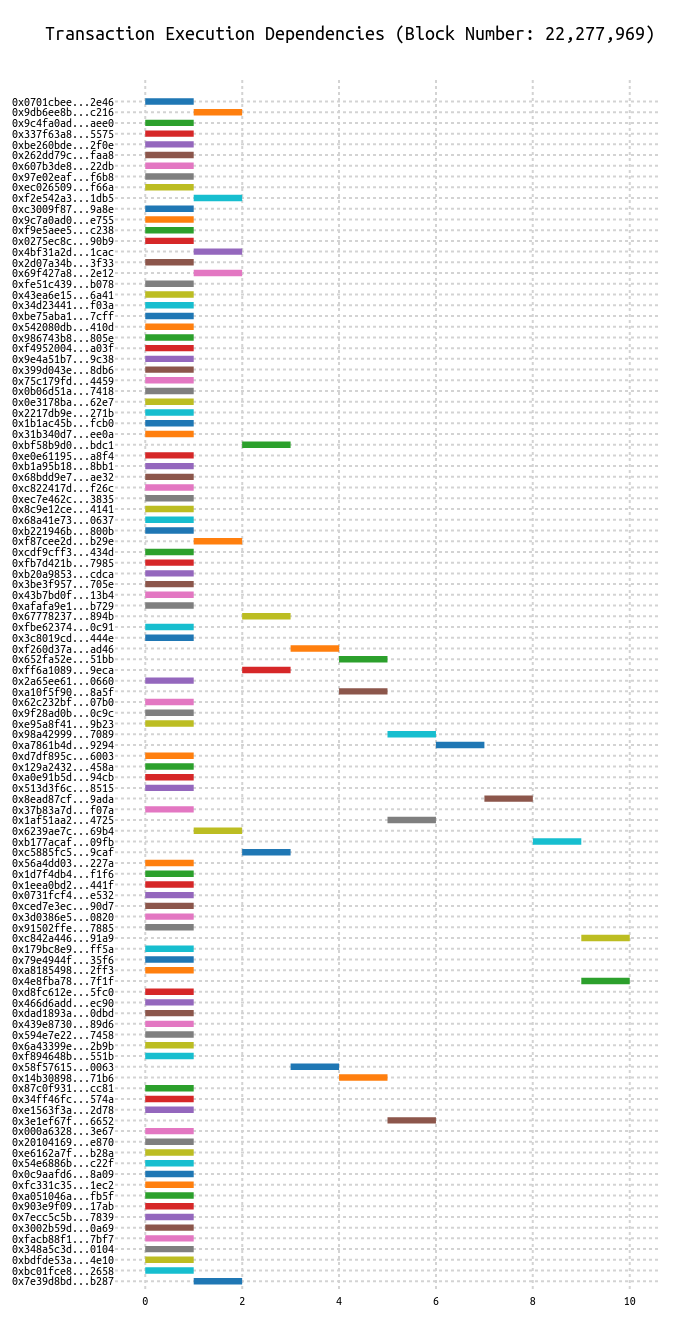 Transaction Execution Dependencies (Block Number: 22,277,969)
0x0701cbee...2e46
0x9db6ee8b...c216
0x9c4fa0ad...aee0
0x337f63a8...5575
0xbe260bde...2f0e
0x262dd79c...faa8
0x607b3de8...22db
0x97e02eaf...f6b8
0xec026509...f66a
0xf2e542a3...1db5
0xc3009f87...9a8e
0x9c7a0ad0...e755
0xf9e5aee5...c238
0x0275ec8c...90b9
0x4bf31a2d...1cac
0x2d07a34b...3f33
0x69f427a8...2e12
0xfe51c439...b078
0x43ea6e15...6a41
0x34d23441...f03a
0xbe75aba1...7cff
0x542080db...410d
0x986743b8...805e
0xf4952004...a03f
0x9e4a51b7...9c38
0x399d043e...8db6
0x75c179fd...4459
0x0b06d51a...7418
0x0e3178ba...62e7
0x2217db9e...271b
0x1b1ac45b...fcb0
0x31b340d7...ee0a
0xbf58b9d0...bdc1
0xe0e61195...a8f4
0xb1a95b18...8bb1
0x68bdd9e7...ae32
0xc822417d...f26c
0xec7e462c...3835
0x8c9e12ce...4141
0x68a41e73...0637
0xb221946b...800b
0xf87cee2d...b29e
0xcdf9cff3...434d
0xfb7d421b...7985
0xb20a9853...cdca
0x3be3f957...705e
0x43b7bd0f...13b4
0xafafa9e1...b729
0x67778237...894b
0xfbe62374...0c91
0x3c8019cd...444e
0xf260d37a...ad46
0x652fa52e...51bb
0xff6a1089...9eca
0x2a65ee61...0660
0xa10f5f90...8a5f
0x62c232bf...07b0
0x9f28ad0b...0c9c
0xe95a8f41...9b23
0x98a42999...7089
0xa7861b4d...9294
0xd7df895c...6003
0x129a2432...458a
0xa0e91b5d...94cb
0x513d3f6c...8515
0x8ead87cf...9ada
0x37b83a7d...f07a
0x1af51aa2...4725
0x6239ae7c...69b4
0xb177acaf...09fb
0xc5885fc5...9caf
0x56a4dd03...227a
0x1d7f4db4...f1f6
0x1eea0bd2...441f
0x0731fcf4...e532
0xced7e3ec...90d7
0x3d0386e5...0820
0x91502ffe...7885
0xc842a446...91a9
0x179bc8e9...ff5a
0x79e4944f...35f6
0xa8185498...2ff3
0x4e8fba78...7f1f
0xd8fc612e...5fc0
0x466d6add...ec90
0xdad1893a...0dbd
0x439e8730...89d6
0x594e7e22...7458
0x6a43399e...2b9b
0xf894648b...551b
0x58f57615...0063
0x14b30898...71b6
0x87c0f931...cc81
0x34ff46fc...574a
0xe1563f3a...2d78
0x3e1ef67f...6652
0x000a6328...3e67
0x20104169...e870
0xe6162a7f...b28a
0x54e6886b...c22f
0x0c9aafd6...8a09
0xfc331c35...1ec2
0xa051046a...fb5f
0x903e9f09...17ab
0x7ecc5c5b...7839
0x3002b59d...0a69
0xfacb88f1...7bf7
0x348a5c3d...0104
0xbdfde53a...4e10
0xbc01fce8...2658
0x7e39d8bd...b287
0 2 4 6 8 10